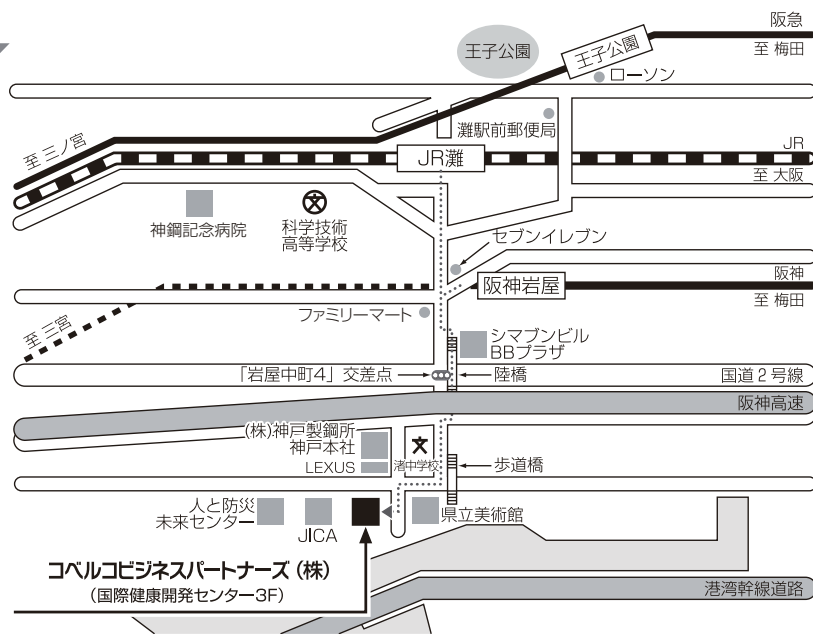 阪急
至 梅田
王子公園
王子公園
ローソン
灘駅前郵便局
至 三ノ宮
JR灘
JR
至 大阪
神鋼記念病院
科学技術
高等学校
セブンイレブン
阪神岩屋
阪神
至 梅田
ファミリーマート
至 三宮
シマブンビル
BBプラザ
「岩屋中町4」交差点
陸橋
国道2号線
阪神高速
(株)神戸製鋼所
神戸本社
LEXUS
渚中学校
歩道橋
人と防災
未来センター
JICA
県立美術館
コベルコビジネスパートナーズ(株)
(国際健康開発センター3F)
港湾幹線道路